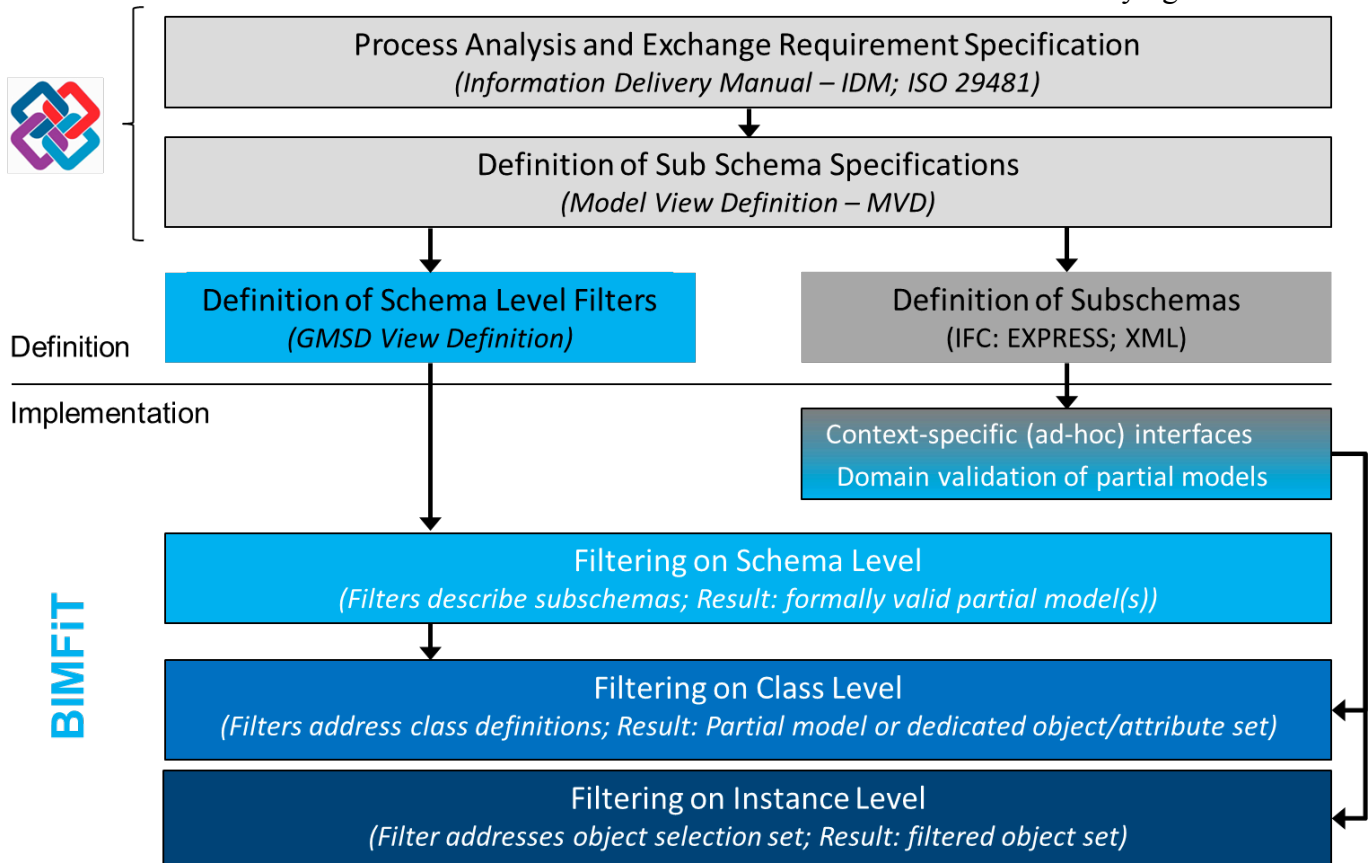 Process Analysis and Exchange Requirement Specification
(Information Delivery Manual – IDM; ISO 29481)
Definition of Sub Schema Specifications
(Model View Definition – MVD)
Definition of Schema Level Filters
(GMSD View Definition)
Definition of Subschemas
(IFC: EXPRESS; XML)
Definition
Implementation
Context-specific (ad-hoc) interfaces
Domain validation of partial models
BIMFiT
Filtering on Schema Level
(Filters describe subschemas; Result: formally valid partial model(s))
Filtering on Class Level
(Filters address class definitions; Result: Partial model or dedicated object/attribute set)
Filtering on Instance Level
(Filter addresses object selection set; Result: filtered object set)